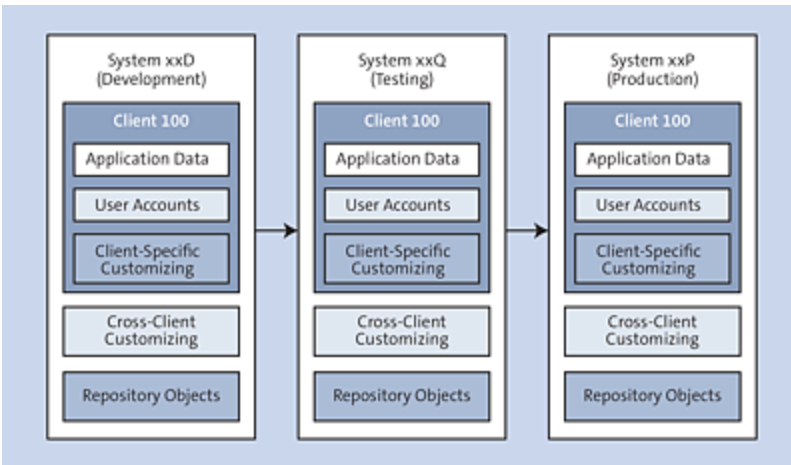 System xxD
(Development)
Client 100
Application Data
User Accounts
Client-Specific
Customizing
Cross-Client
Customizing
Repository Objects
System xxQ
(Testing)
Client 100
Application Data
User Accounts
Client-Specific
Customizing
Cross-Client
Customizing
Repository Objects
System xxP
(Production)
Client 100
Application Data
User Accounts
Client-Specific
Customizing
Cross-Client
Customizing
Repository Objects